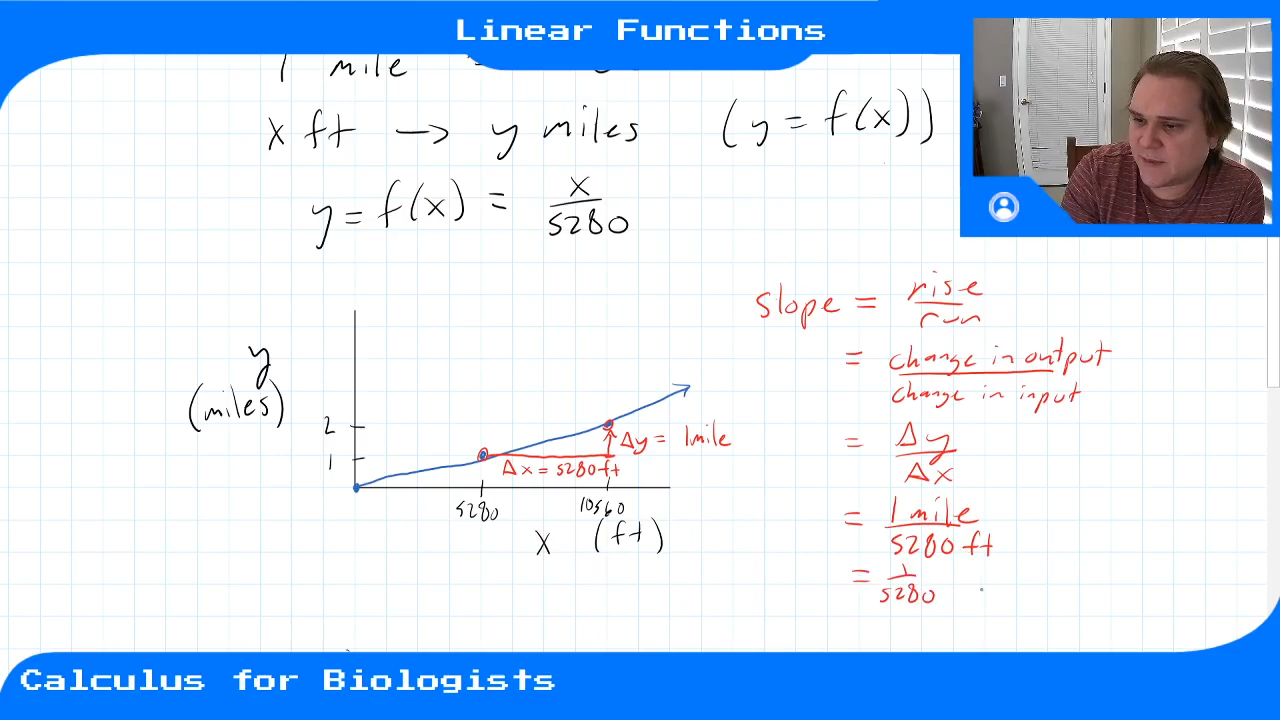 Linear Functions
1 mile
x ft → y miles (y = f(x))
y = f(x) = x
5280
slope = rise
run
= change in output
change in input
y
(miles)
2
1
Δy = 1 mile
Δx = 5280 ft
5280
10560
x (ft)
= Δy
Δx
= 1 mile
5280 ft
= 1
5280
Calculus for Biologists